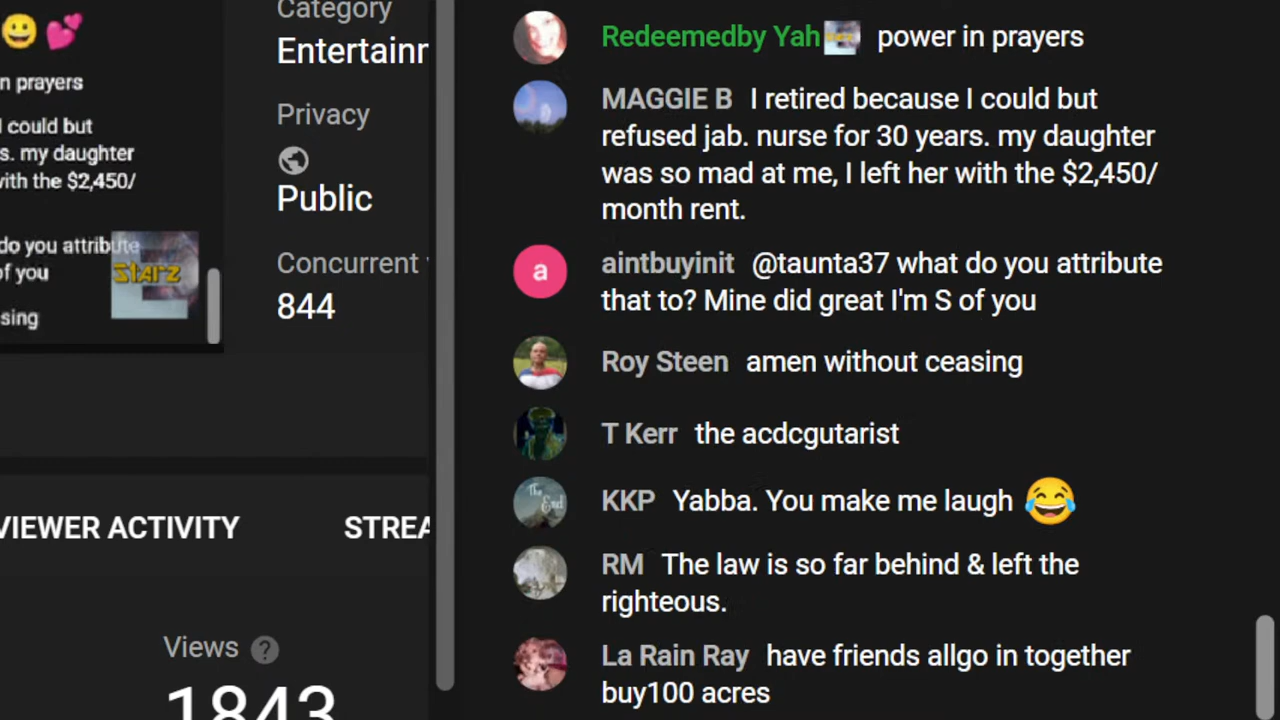 n prayers
I could but
s. my daughter
with the $2,450/
do you attribute
of you
sing
STARZ
Category
Privacy
Public
Concurrent
844
VIEWER ACTIVITY
Views ?
1843
Redeemedby Yah power in prayers
MAGGIE B I retired because I could but
refused jab. nurse for 30 years. my daughter
was so mad at me, I left her with the $2,450/
month rent.
a
aintbuyinit @taunta37 what do you attribute
that to? Mine did great I'm S of you
Roy Steen amen without ceasing
T Kerr the acdcgutarist
The
End
KKP Yabba. You make me laugh 😂
RM The law is so far behind & left the
righteous.
La Rain Ray have friends allgo in together
buy100 acres